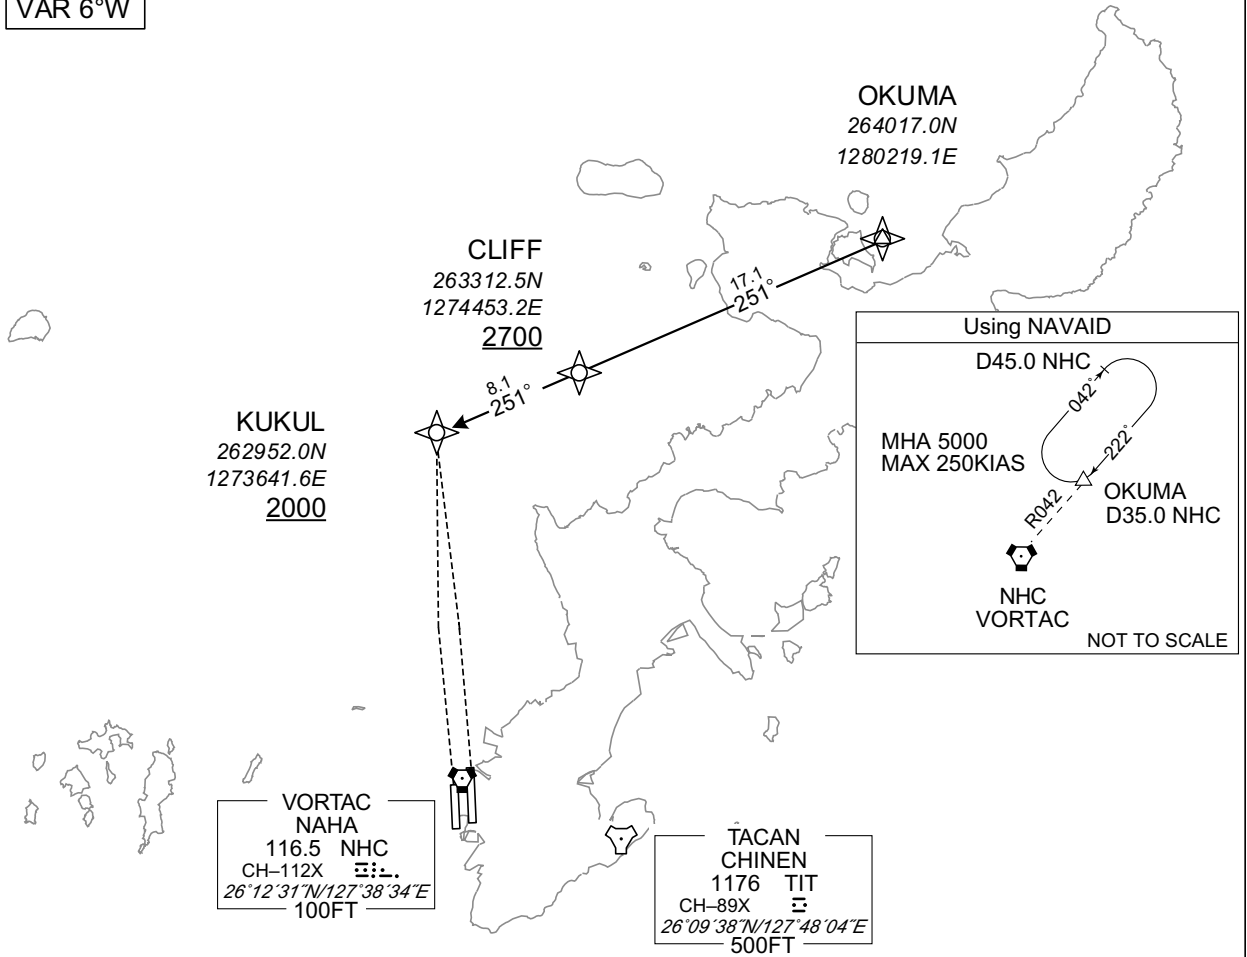 VAR 6°W
OKUMA
264017.0N
1280219.1E
CLIFF
263312.5N
1274453.2E
2700
17.1
251°
8.1
251°
KUKUL
262952.0N
1273641.6E
2000
Using NAVAID
D45.0 NHC
042°
222°
MHA 5000
MAX 250KIAS
OKUMA
D35.0 NHC
R042
NHC
VORTAC
NOT TO SCALE
VORTAC
NAHA
116.5 NHC
CH–112X
26°12´31˝N/127°38´34˝E
100FT
TACAN
CHINEN
1176 TIT
CH–89X
26°09´38˝N/127°48´04˝E
500FT